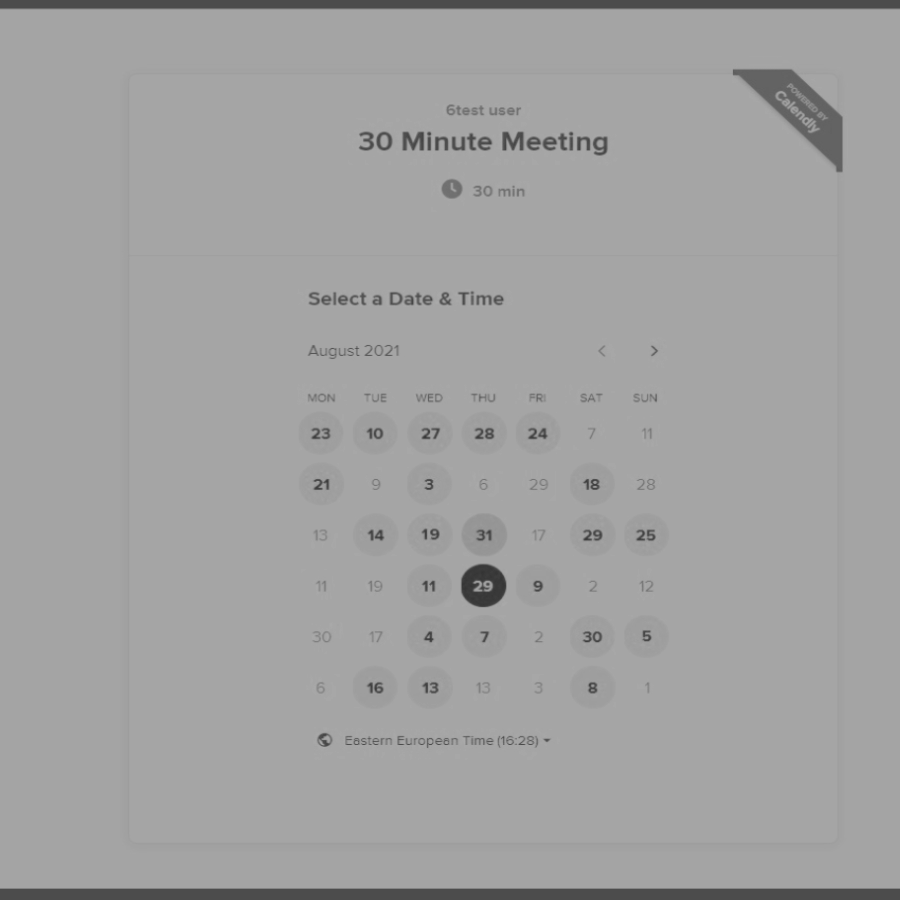 POWERED BY
Calendly
6test user
30 Minute Meeting
30 min
Select a Date & Time
August 2021
MON TUE WED THU FRI SAT SUN
23 10 27 28 24 7 11
21 9 3 6 29 18 28
13 14 19 31 17 29 25
11 19 11 29 9 2 12
30 17 4 7 2 30 5
6 16 13 13 3 8 1
Eastern European Time (16:28)